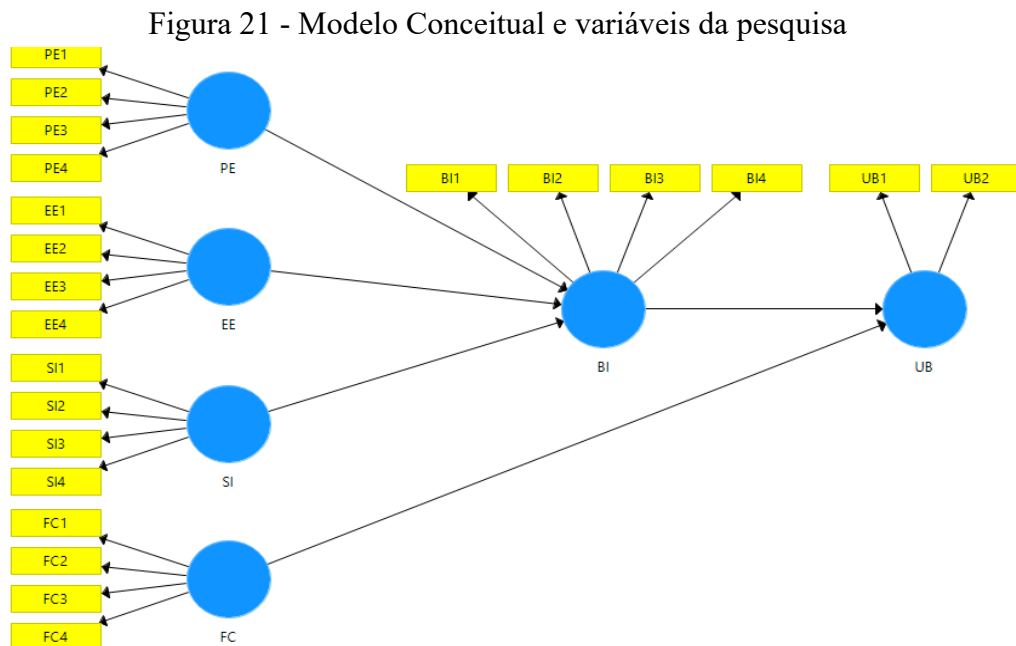 Figura 21 - Modelo Conceitual e variáveis da pesquisa
PE1
PE2
PE3
PE4
PE
EE1
EE2
EE3
EE4
EE
SI1
SI2
SI3
SI4
SI
FC1
FC2
FC3
FC4
FC
BI1
BI2
BI3
BI4
BI
UB1
UB2
UB